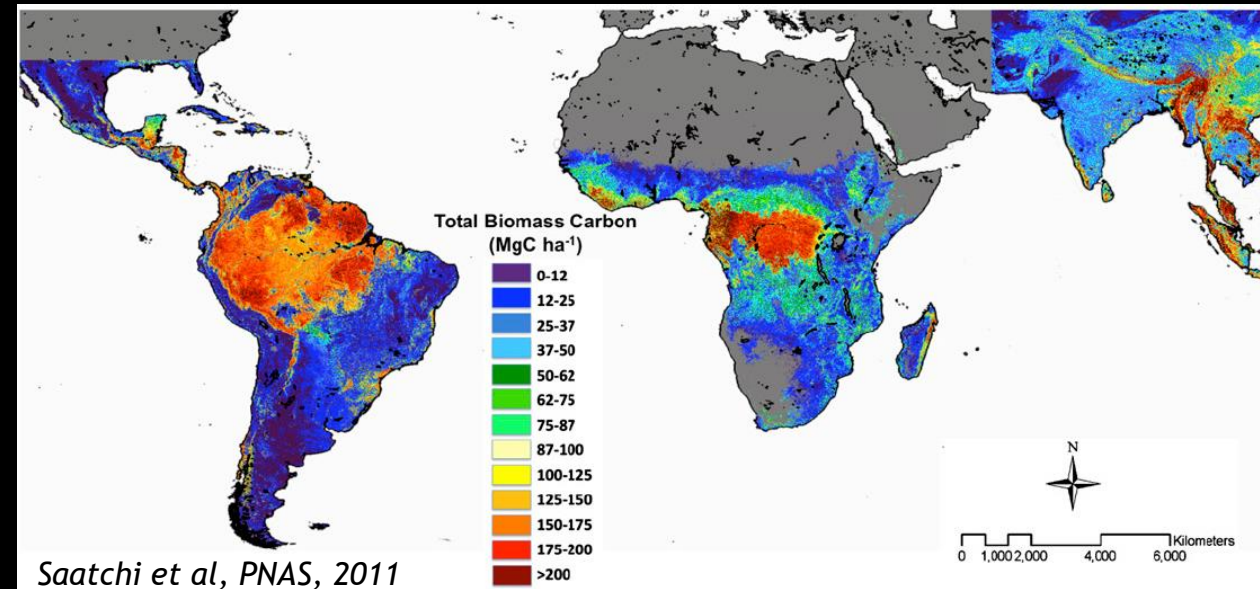 Total Biomass Carbon
(MgC ha⁻¹)
0-12
12-25
25-37
37-50
50-62
62-75
75-87
87-100
100-125
125-150
150-175
175-200
>200
N
Kilometers
0 1,000 2,000 4,000 6,000
Saatchi et al, PNAS, 2011